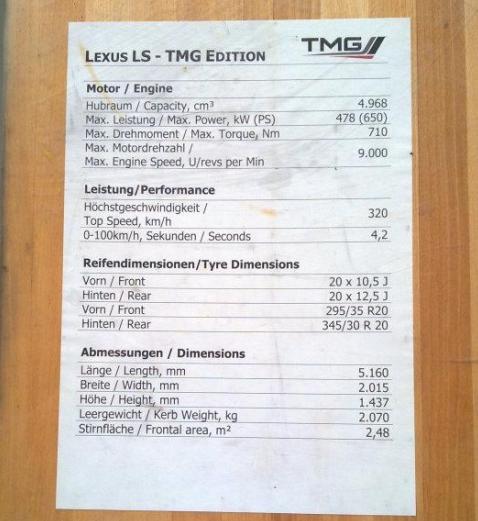 TMG
LEXUS LS - TMG EDITION
Motor / Engine
Hubraum / Capacity, cm³ 4.968
Max. Leistung / Max. Power, kW (PS) 478 (650)
Max. Drehmoment / Max. Torque, Nm 710
Max. Motordrehzahl /
Max. Engine Speed, U/revs per Min 9.000
Leistung/Performance
Höchstgeschwindigkeit /
Top Speed, km/h 320
0-100km/h, Sekunden / Seconds 4,2
Reifendimensionen/Tyre Dimensions
Vorn / Front 20 x 10,5 J
Hinten / Rear 20 x 12,5 J
Vorn / Front 295/35 R20
Hinten / Rear 345/30 R 20
Abmessungen / Dimensions
Länge / Length, mm 5.160
Breite / Width, mm 2.015
Höhe / Height, mm 1.437
Leergewicht / Kerb Weight, kg 2.070
Stirnfläche / Frontal area, m² 2,48